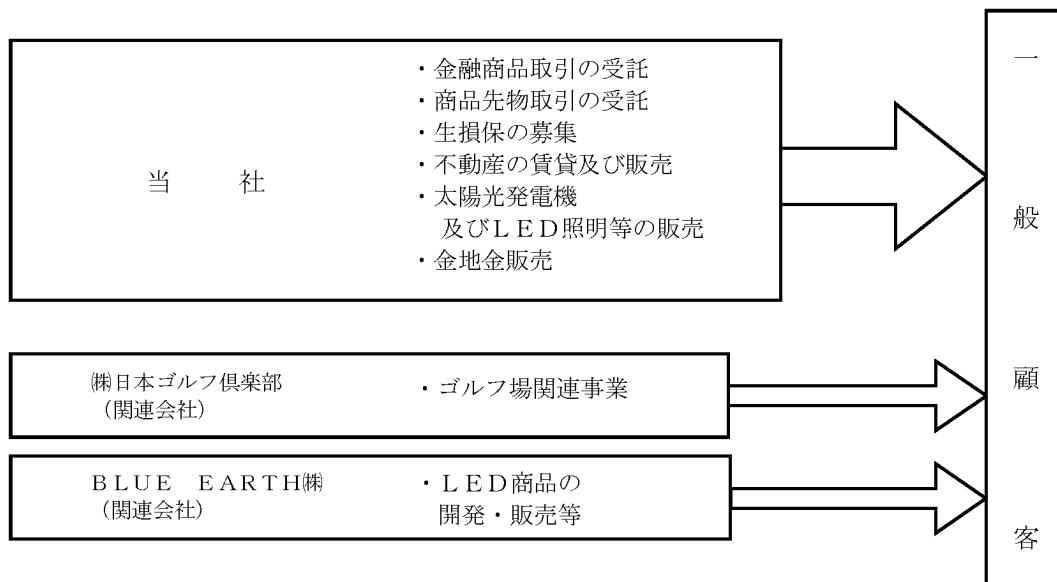 当　　社
・金融商品取引の受託
・商品先物取引の受託
・生損保の募集
・不動産の賃貸及び販売
・太陽光発電機
及びＬＥＤ照明等の販売
・金地金販売
㈱日本ゴルフ倶楽部
（関連会社）
・ゴルフ場関連事業
ＢＬＵＥ　ＥＡＲＴＨ㈱
（関連会社）
・ＬＥＤ商品の
開発・販売等
一般顧客